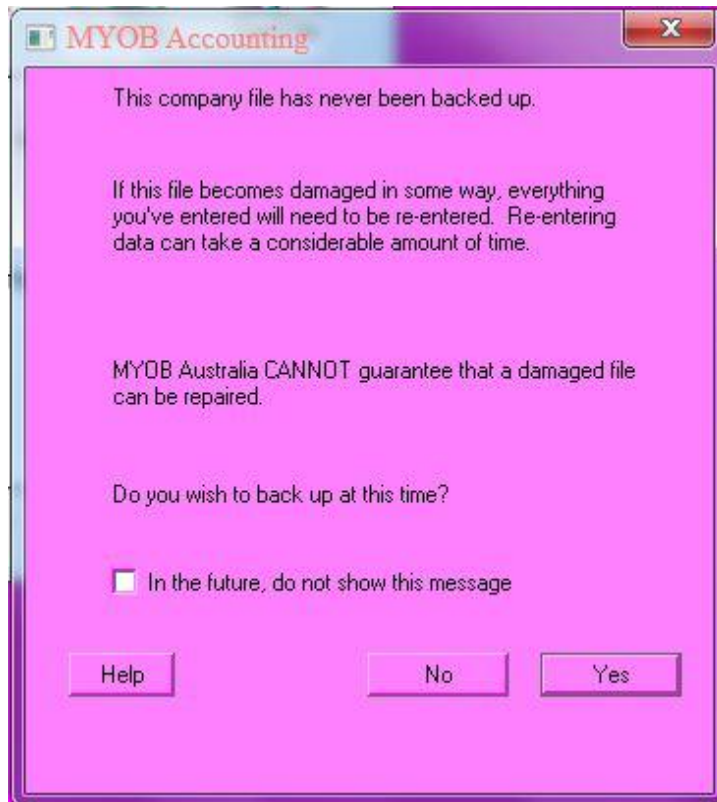 MYOB Accounting
This company file has never been backed up.
If this file becomes damaged in some way, everything
you've entered will need to be re-entered.  Re-entering
data can take a considerable amount of time.
MYOB Australia CANNOT guarantee that a damaged file
can be repaired.
Do you wish to back up at this time?
In the future, do not show this message
Help No Yes